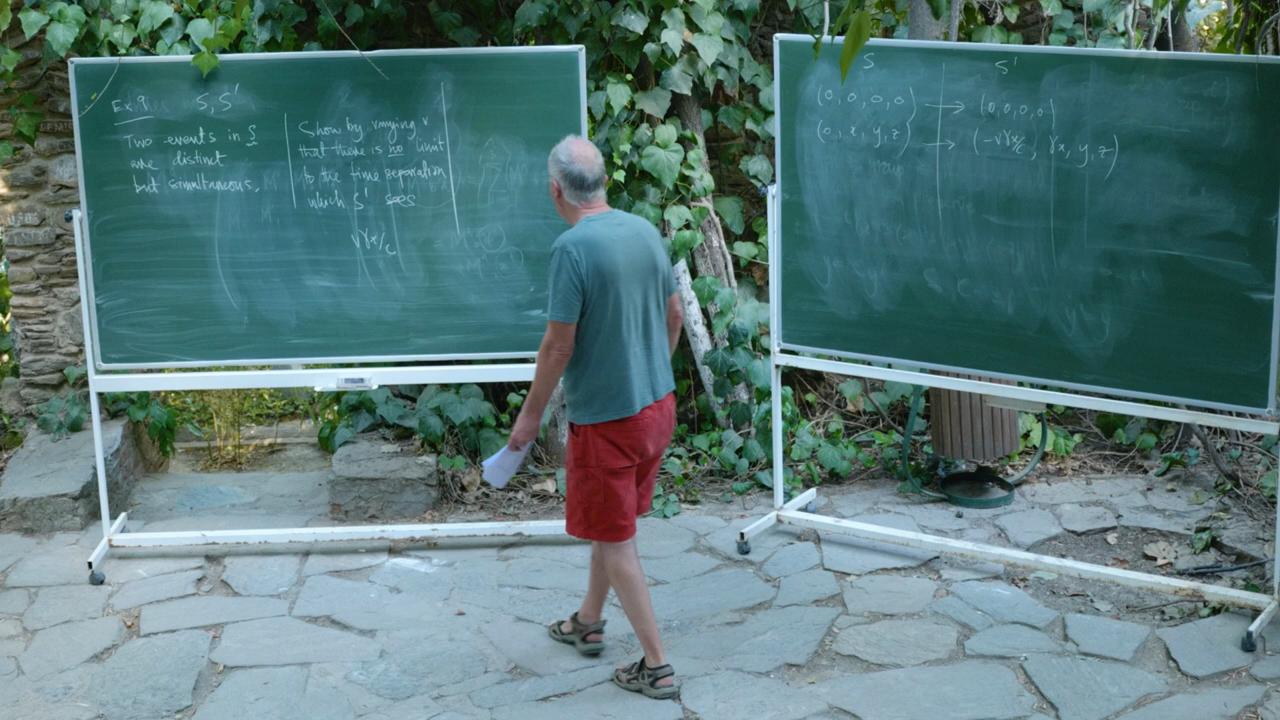 Ex.9 S, S'
Two events in S
are distinct
but simultaneous.
Show by varying v
that there is no limit
to the time separation
which S' sees
vγx/c
S S'
(0, 0, 0, 0) → (0, 0, 0, 0)
(0, x, y, z) → (-vγx/c, γx, y, z)